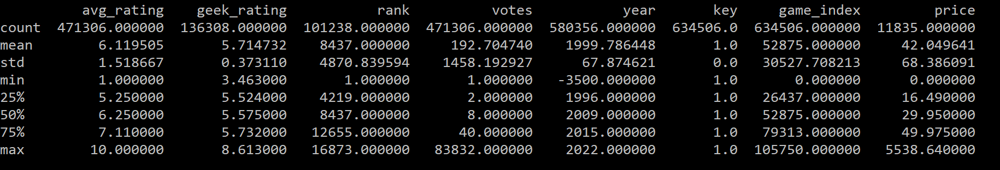 avg_rating geek_rating rank votes year key game_index price
count 471306.000000 136308.000000 101238.000000 471306.000000 580356.000000 634506.0 634506.000000 11835.000000
mean 6.119505 5.714732 8437.000000 192.704740 1999.786448 1.0 52875.000000 42.049641
std 1.518667 0.373110 4870.839594 1458.192927 67.874621 0.0 30527.708213 68.386091
min 1.000000 3.463000 1.000000 1.000000 -3500.000000 1.0 0.000000 0.000000
25% 5.250000 5.524000 4219.000000 2.000000 1996.000000 1.0 26437.000000 16.490000
50% 6.250000 5.575000 8437.000000 8.000000 2009.000000 1.0 52875.000000 29.950000
75% 7.110000 5.732000 12655.000000 40.000000 2015.000000 1.0 79313.000000 49.975000
max 10.000000 8.613000 16873.000000 83832.000000 2022.000000 1.0 105750.000000 5538.640000